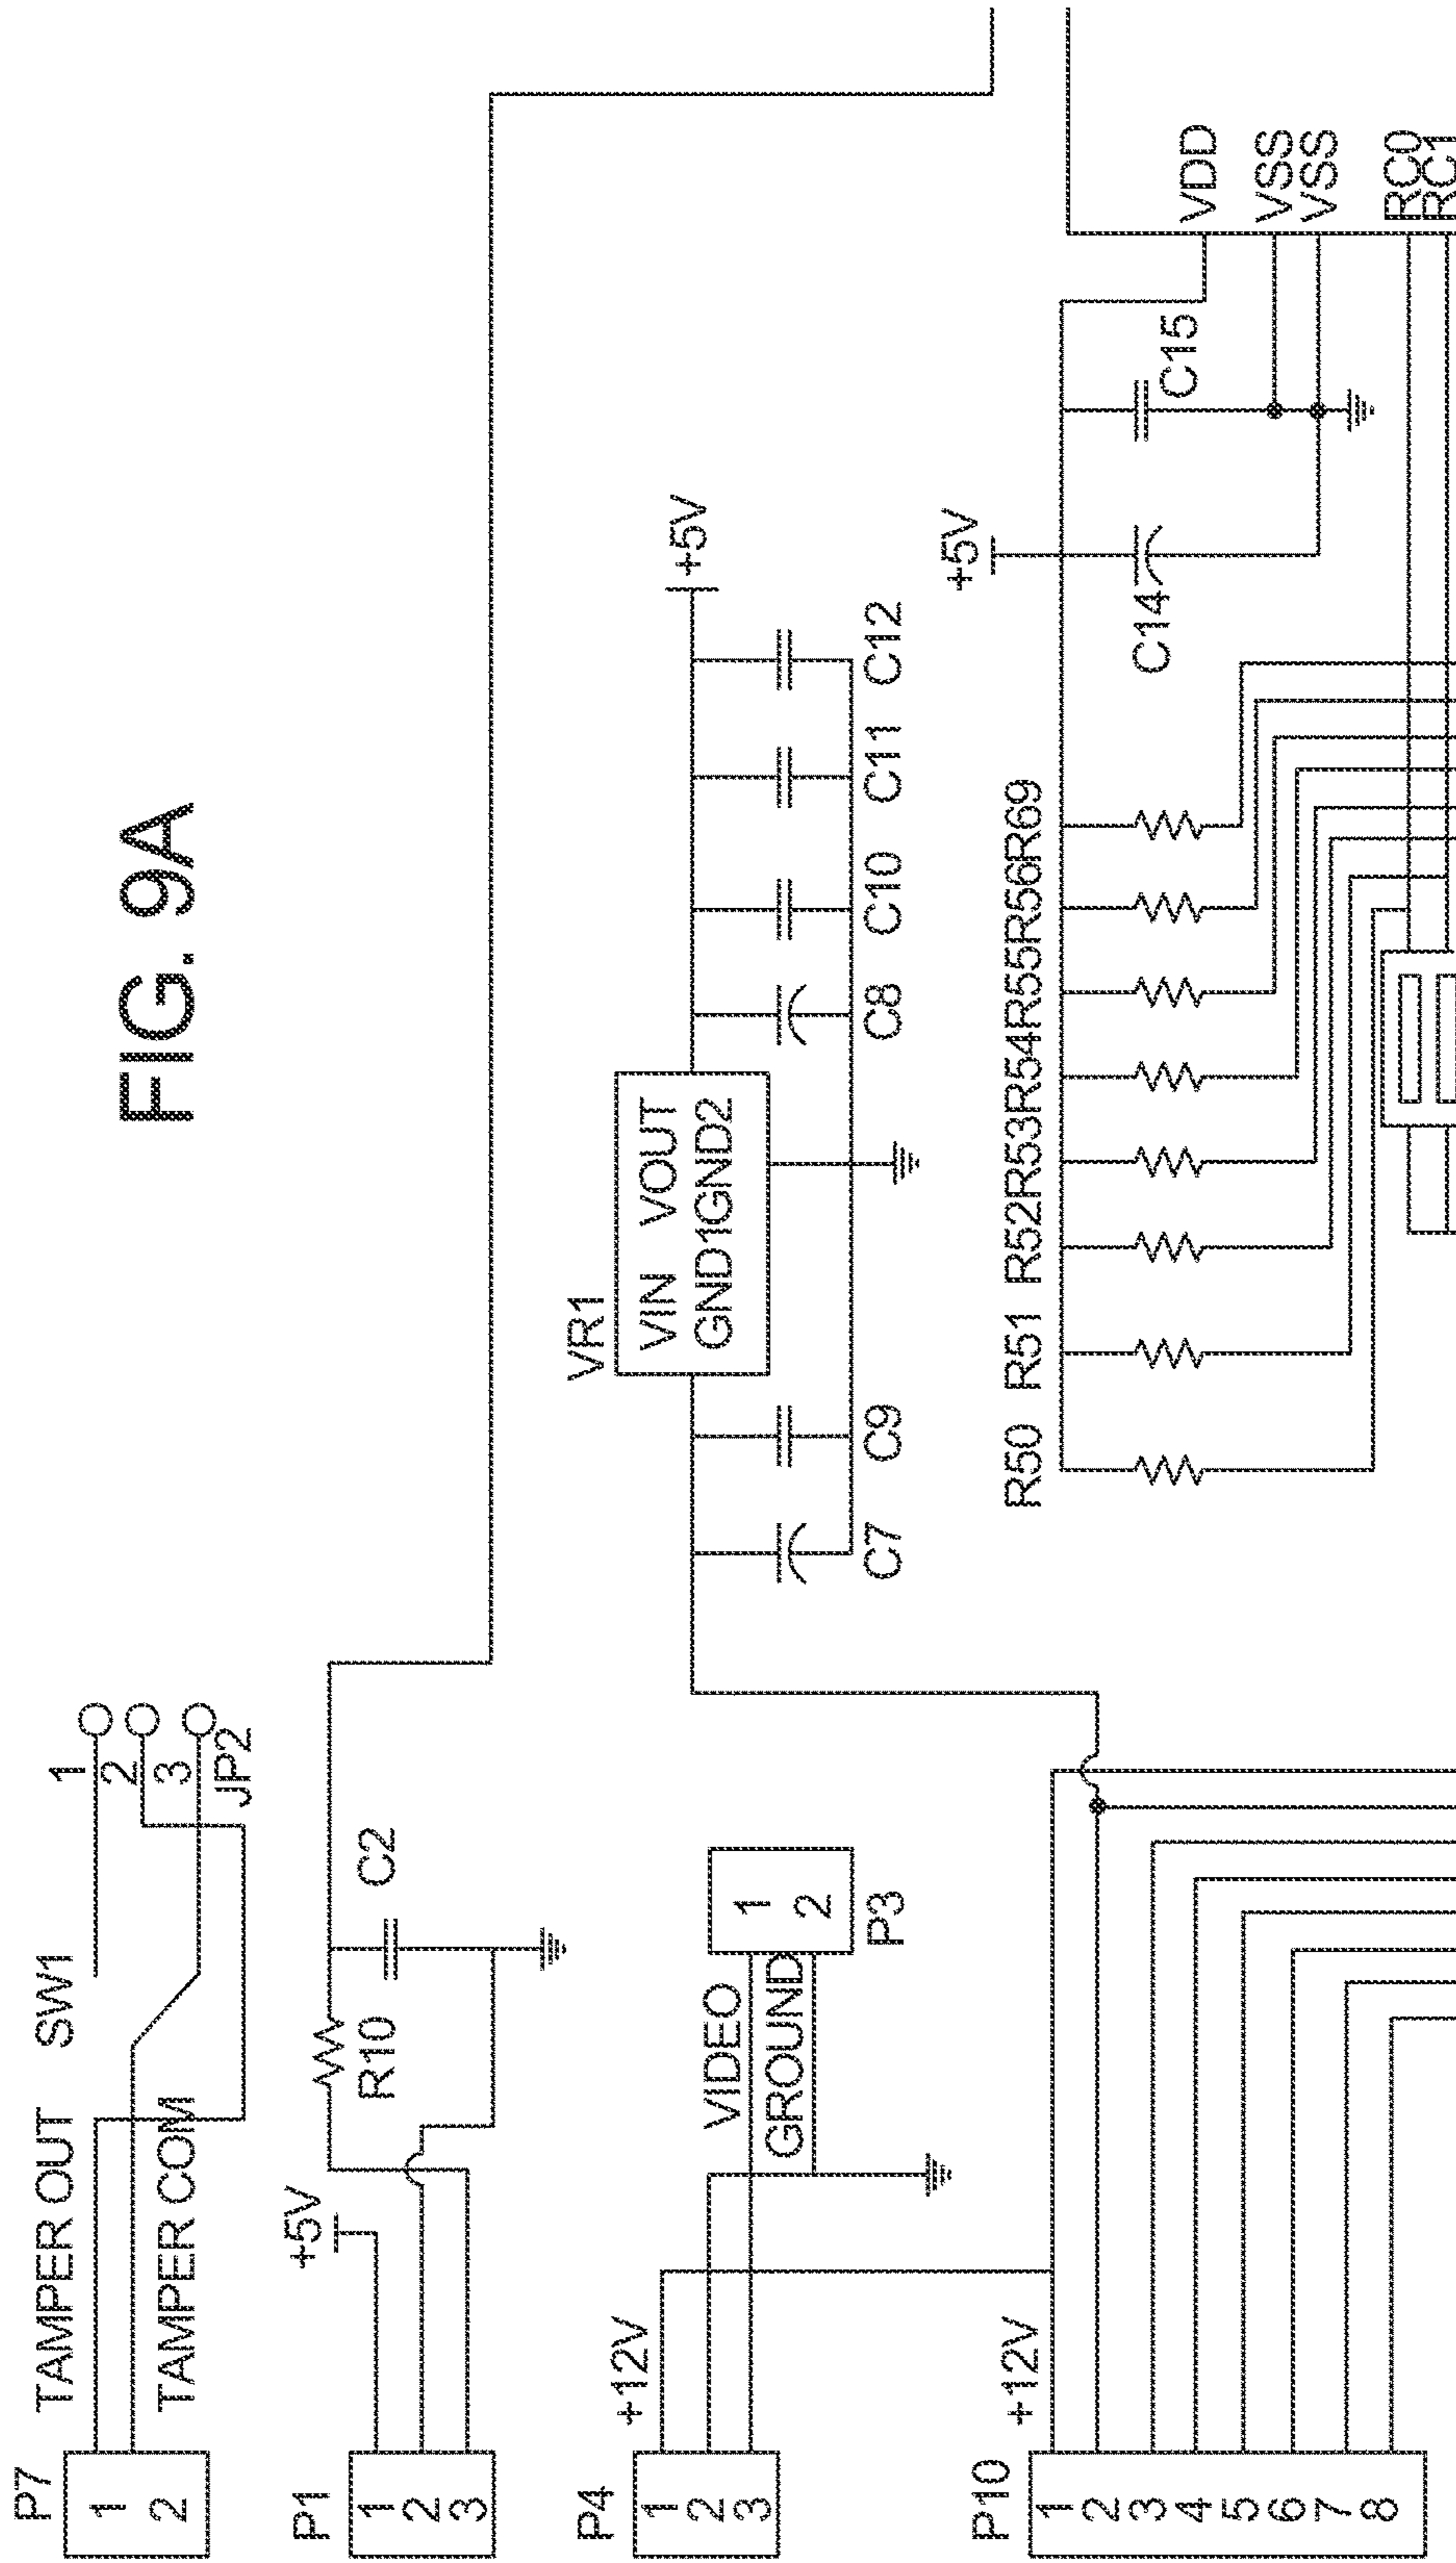 FIG. 9A
P7
1
2
TAMPER OUT
SW1
TAMPER COM
1
2
3
JP2
P1
1
2
3
+5V
R10
C2
P4
1
2
3
+12V
VIDEO
GROUND
1
2
P3
VR1
VIN VOUT
GND1GND2
+5V
C7
C9
C8
C10
C11
C12
P10
1
2
3
4
5
6
7
8
+12V
R50 R51 R52R53R54R55R56R69
+5V
C14
C15
VDD
VSS
VSS
RC0
RC1